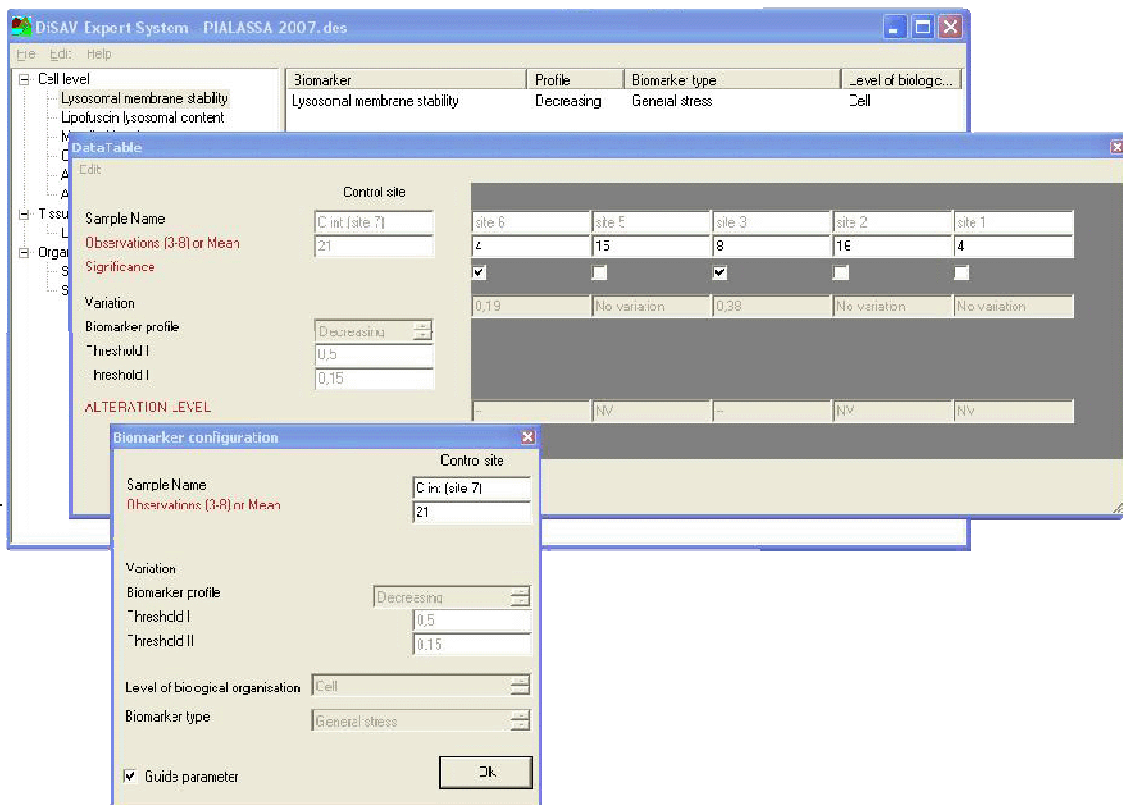 DiSAV Expert System - PIALASSA 2007.des
File Edit Help
Cell level
Lysosomal membrane stability
Lipofuscin lysosomal content
Biomarker Profile Biomarker type Level of biologic...
Lysosomal membrane stability Decreasing General stress Cell
DataTable
Edit
Control site
Sample Name C int (site 7) site 6 site 5 site 3 site 2 site 1
Observations (3-8) or Mean 21 4 15 8 16 4
Significance
Variation 0,19 No variation 0,38 No variation No variation
Biomarker profile Decreasing
Threshold I 0,5
Threshold I 0,15
ALTERATION LEVEL -- NV -- NV NV
Tissu
Orga
Biomarker configuration
Control site
Sample Name C int (site 7)
Observations (3-8) or Mean 21
Variation
Biomarker profile Decreasing
Threshold I 0,5
Threshold II 0.15
Level of biological organisation Cell
Biomarker type General stress
Guide parameter Ok